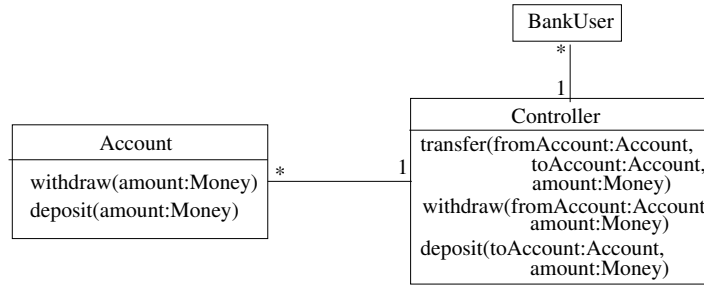 BankUser
*
1
Controller
transfer(fromAccount:Account,
toAccount:Account,
amount:Money)
withdraw(fromAccount:Account
amount:Money)
deposit(toAccount:Account,
amount:Money)
Account
withdraw(amount:Money)
deposit(amount:Money)
*
1